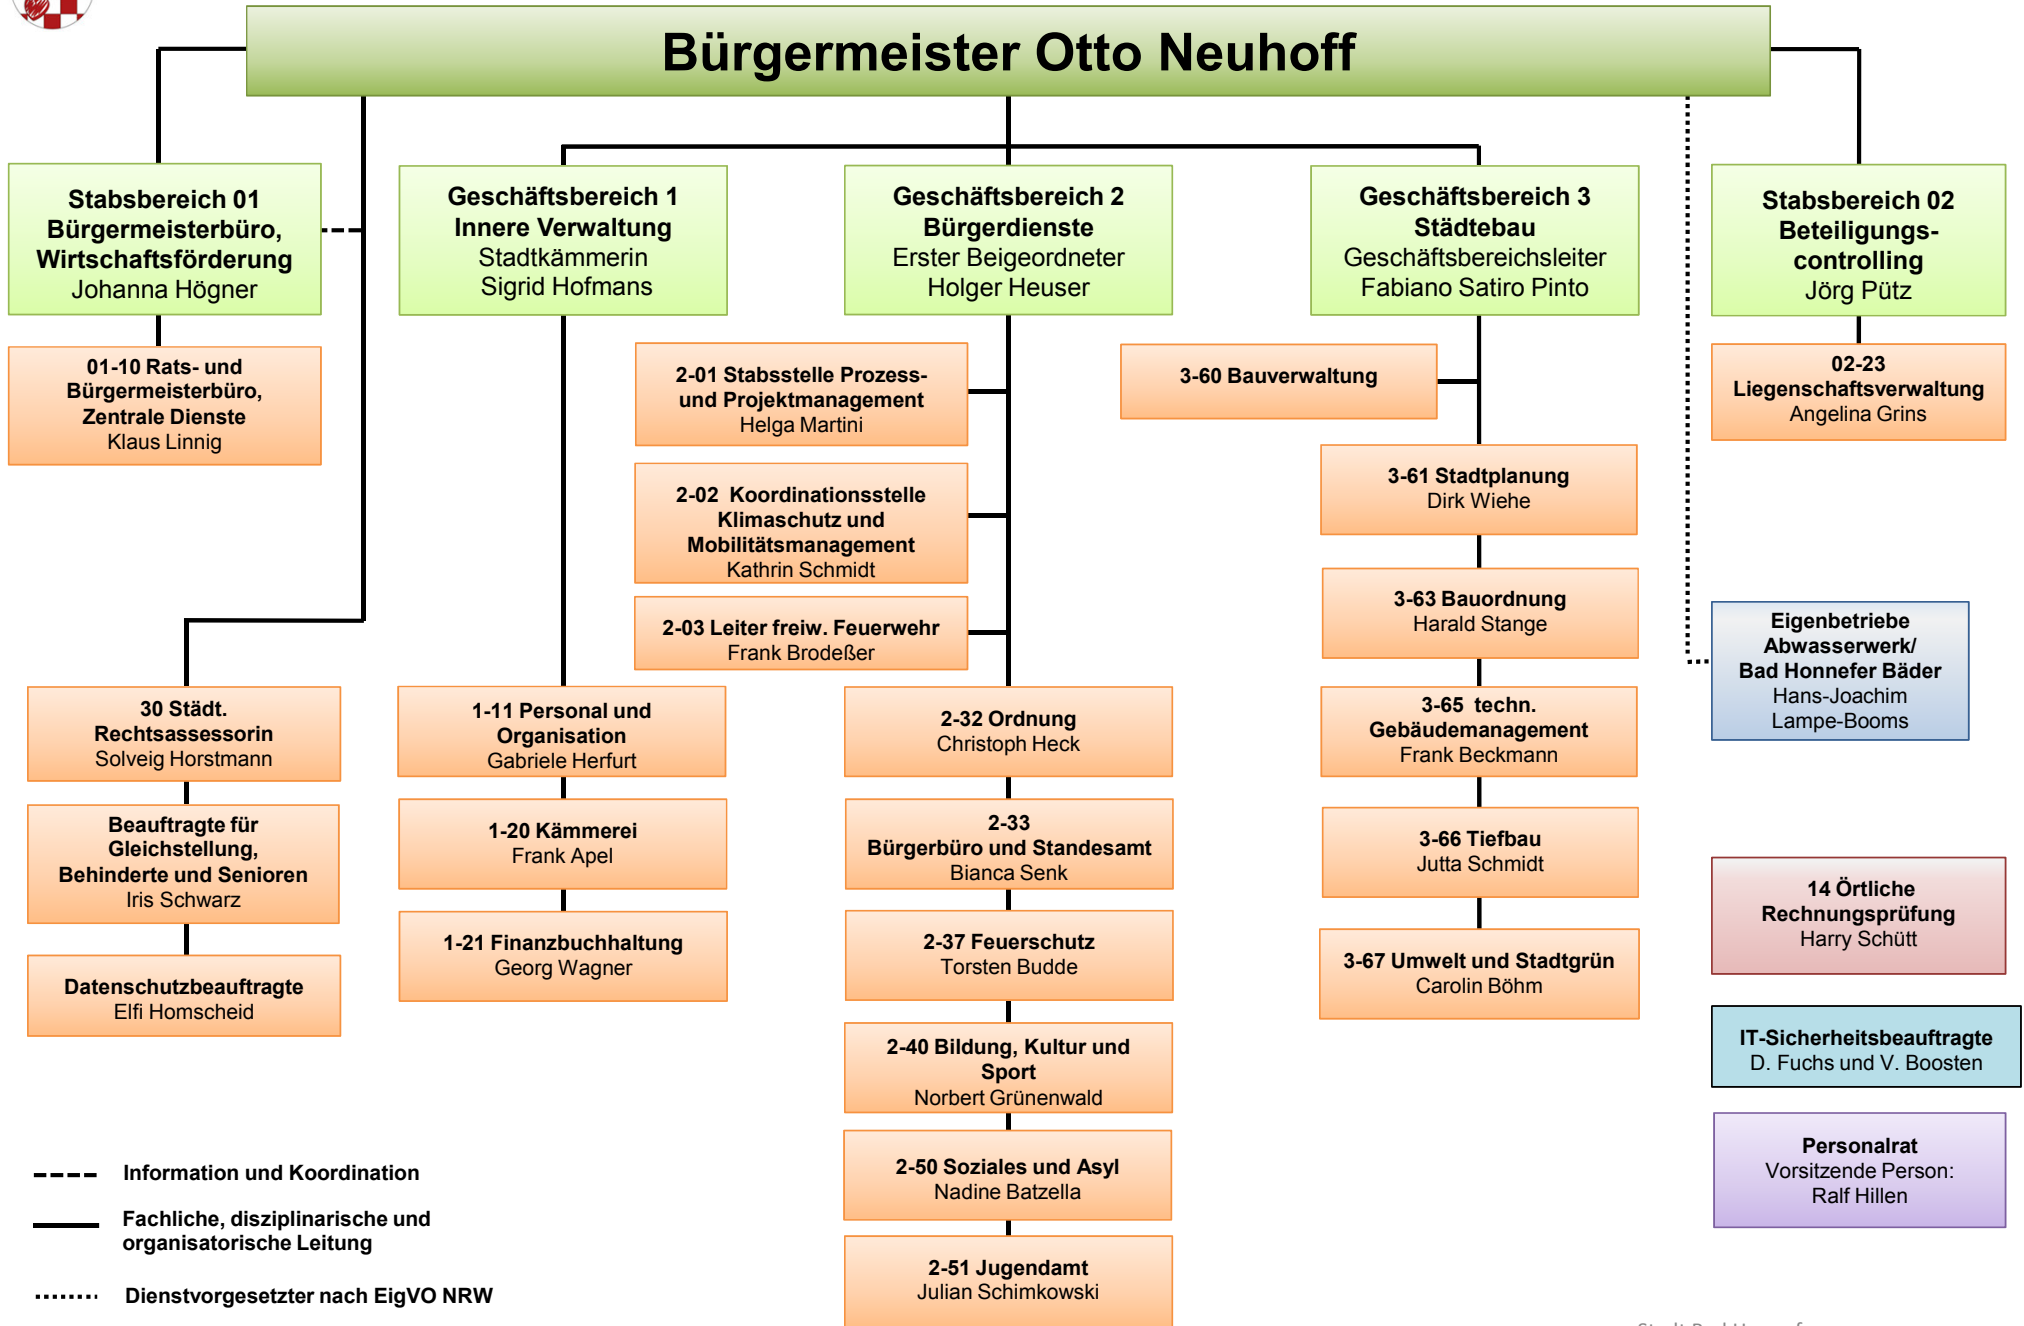 Bürgermeister Otto Neuhoff
Stabsbereich 01
Bürgermeisterbüro,
Wirtschaftsförderung
Johanna Högner
01-10 Rats- und
Bürgermeisterbüro,
Zentrale Dienste
Klaus Linnig
30 Städt.
Rechtsassessorin
Solveig Horstmann
Beauftragte für
Gleichstellung,
Behinderte und Senioren
Iris Schwarz
Datenschutzbeauftragte
Elfi Homscheid
Geschäftsbereich 1
Innere Verwaltung
Stadtkämmerin
Sigrid Hofmans
1-11 Personal und
Organisation
Gabriele Herfurt
1-20 Kämmerei
Frank Apel
1-21 Finanzbuchhaltung
Georg Wagner
Geschäftsbereich 2
Bürgerdienste
Erster Beigeordneter
Holger Heuser
2-01 Stabsstelle Prozess-
und Projektmanagement
Helga Martini
2-02 Koordinationsstelle
Klimaschutz und
Mobilitätsmanagement
Kathrin Schmidt
2-03 Leiter freiw. Feuerwehr
Frank Brodeßer
2-32 Ordnung
Christoph Heck
2-33
Bürgerbüro und Standesamt
Bianca Senk
2-37 Feuerschutz
Torsten Budde
2-40 Bildung, Kultur und
Sport
Norbert Grünenwald
2-50 Soziales und Asyl
Nadine Batzella
2-51 Jugendamt
Julian Schimkowski
Geschäftsbereich 3
Städtebau
Geschäftsbereichsleiter
Fabiano Satiro Pinto
3-60 Bauverwaltung
3-61 Stadtplanung
Dirk Wiehe
3-63 Bauordnung
Harald Stange
3-65 techn.
Gebäudemanagement
Frank Beckmann
3-66 Tiefbau
Jutta Schmidt
3-67 Umwelt und Stadtgrün
Carolin Böhm
Stabsbereich 02
Beteiligungs-
controlling
Jörg Pütz
02-23
Liegenschaftsverwaltung
Angelina Grins
Eigenbetriebe
Abwasserwerk/
Bad Honnefer Bäder
Hans-Joachim
Lampe-Booms
14 Örtliche
Rechnungsprüfung
Harry Schütt
IT-Sicherheitsbeauftragte
D. Fuchs und V. Boosten
Personalrat
Vorsitzende Person:
Ralf Hillen
Information und Koordination
Fachliche, disziplinarische und
organisatorische Leitung
Dienstvorgesetzter nach EigVO NRW